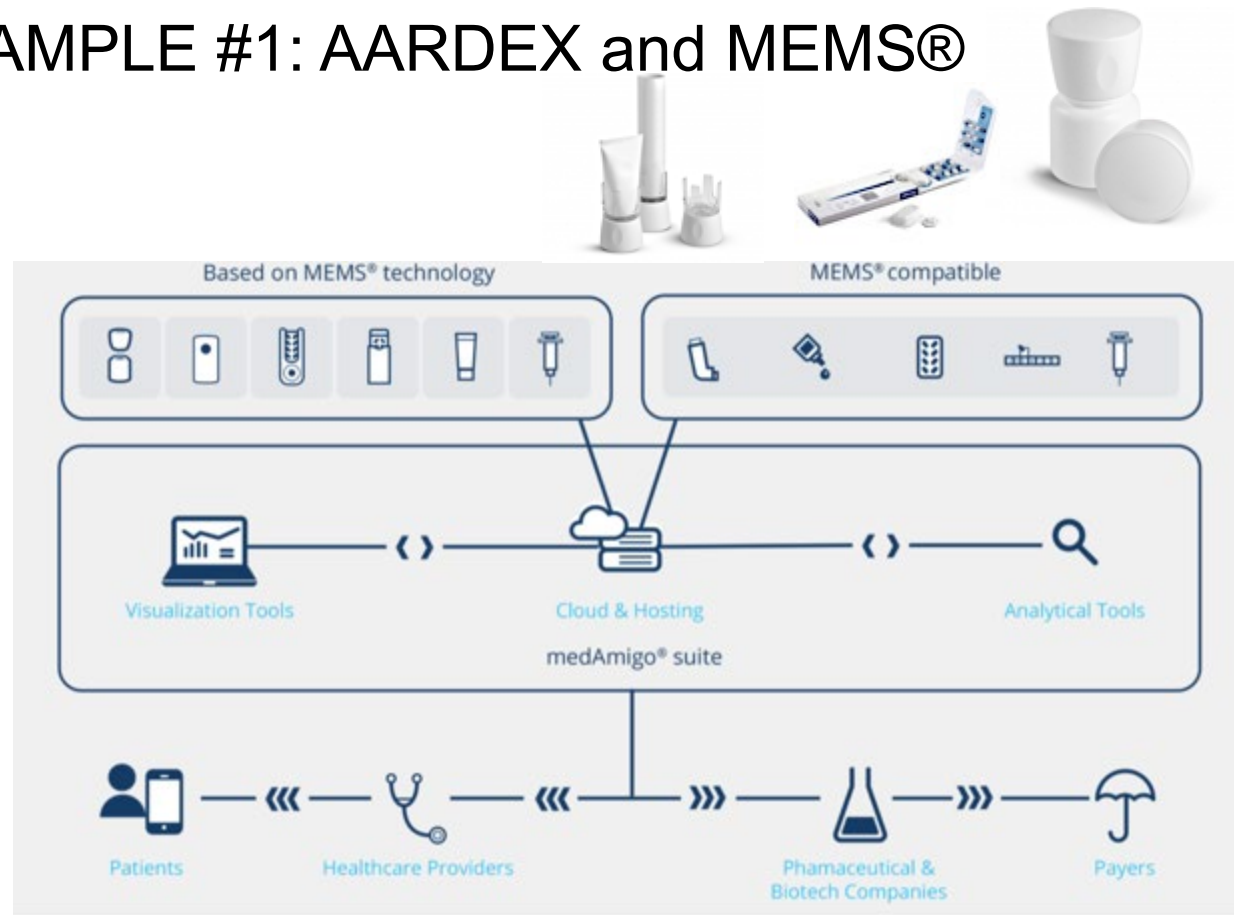 AMPLE #1: AARDEX and MEMS®
Based on MEMS® technology
MEMS® compatible
Visualization Tools
Cloud & Hosting
Analytical Tools
medAmigo® suite
Patients
Healthcare Providers
Phamaceutical &
Biotech Companies
Payers